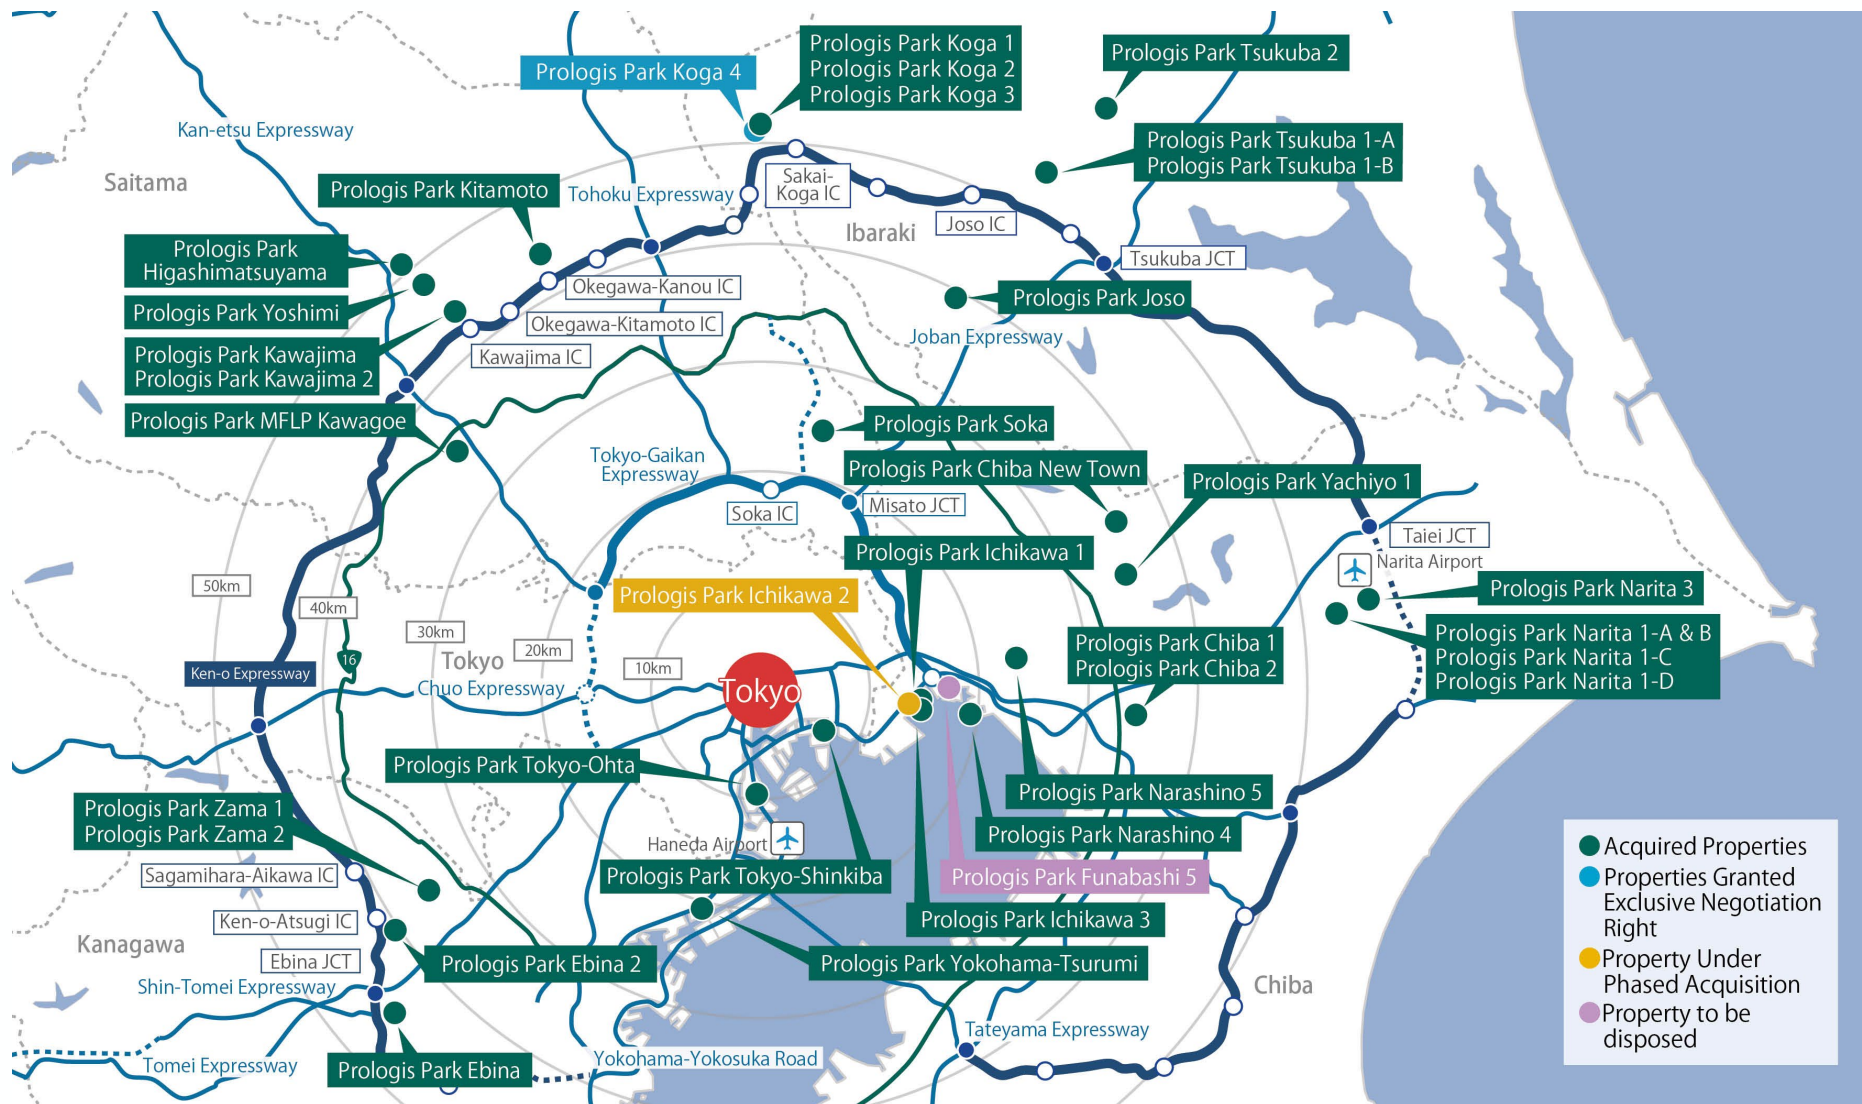 Prologis Park Koga 1
Prologis Park Koga 2
Prologis Park Koga 3
Prologis Park Koga 4
Prologis Park Tsukuba 2
Kan-etsu Expressway
Prologis Park Tsukuba 1-A
Prologis Park Tsukuba 1-B
Saitama
Prologis Park Kitamoto
Tohoku Expressway
Sakai-
Koga IC
Ibaraki
Joso IC
Prologis Park
Higashimatsuyama
Tsukuba JCT
Okegawa-Kanou IC
Prologis Park Joso
Prologis Park Yoshimi
Okegawa-Kitamoto IC
Joban Expressway
Prologis Park Kawajima
Prologis Park Kawajima 2
Kawajima IC
Prologis Park MFLP Kawagoe
Prologis Park Soka
Tokyo-Gaikan
Expressway
Prologis Park Chiba New Town
Prologis Park Yachiyo 1
Soka IC
Misato JCT
Taiei JCT
Prologis Park Ichikawa 1
Narita Airport
50km
40km
30km
20km
10km
Prologis Park Ichikawa 2
Prologis Park Narita 3
Prologis Park Chiba 1
Prologis Park Chiba 2
Prologis Park Narita 1-A & B
Prologis Park Narita 1-C
Prologis Park Narita 1-D
16
Tokyo
Ken-o Expressway
Chuo Expressway
Tokyo
Prologis Park Tokyo-Ohta
Prologis Park Narashino 5
Prologis Park Zama 1
Prologis Park Zama 2
Prologis Park Narashino 4
Haneda Airport
Sagamihara-Aikawa IC
Prologis Park Tokyo-Shinkiba
Prologis Park Funabashi 5
Ken-o-Atsugi IC
Prologis Park Ichikawa 3
Kanagawa
Ebina JCT
Prologis Park Ebina 2
Prologis Park Yokohama-Tsurumi
Shin-Tomei Expressway
Chiba
Tateyama Expressway
Tomei Expressway
Prologis Park Ebina
Yokohama-Yokosuka Road
Acquired Properties
Properties Granted
Exclusive Negotiation
Right
Property Under
Phased Acquisition
Property to be
disposed